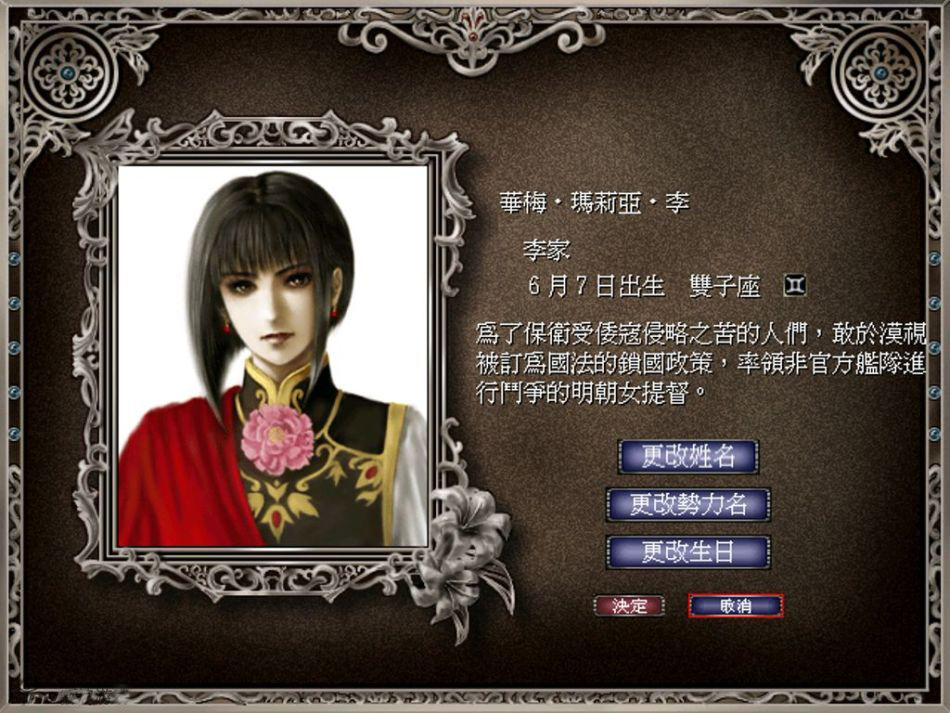 華梅・瑪莉亞・李
李家
6月7日出生 雙子座
為了保衛受倭寇侵略之苦的人們，敢於漠視
被訂為國法的鎖國政策，率領非官方艦隊進
行鬥爭的明朝女提督。
更改姓名
更改勢力名
更改生日
決定 取消